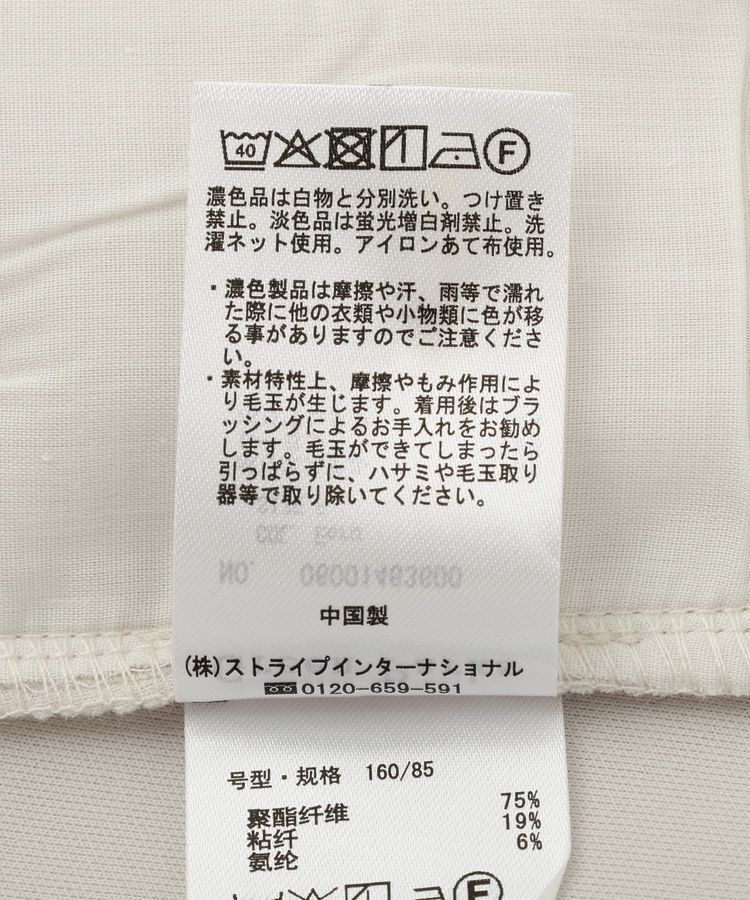 40 F
濃色品は白物と分別洗い。つけ置き
禁止。淡色品は蛍光増白剤禁止。洗
濯ネット使用。アイロンあて布使用。
・濃色製品は摩擦や汗、雨等で濡れ
た際に他の衣類や小物類に色が移
る事がありますのでご注意くださ
い。
・素材特性上、摩擦やもみ作用によ
り毛玉が生じます。着用後はブラ
ッシングによるお手入れをお勧め
します。毛玉ができてしまったら
引っぱらずに、ハサミや毛玉取り
器等で取り除いてください。
COL Ecru
NO.
中国製
(株)ストライプインターナショナル
0120-659-591
号型・规格 160/85
聚酯纤维 75%
粘纤 19%
氨纶 6%
F